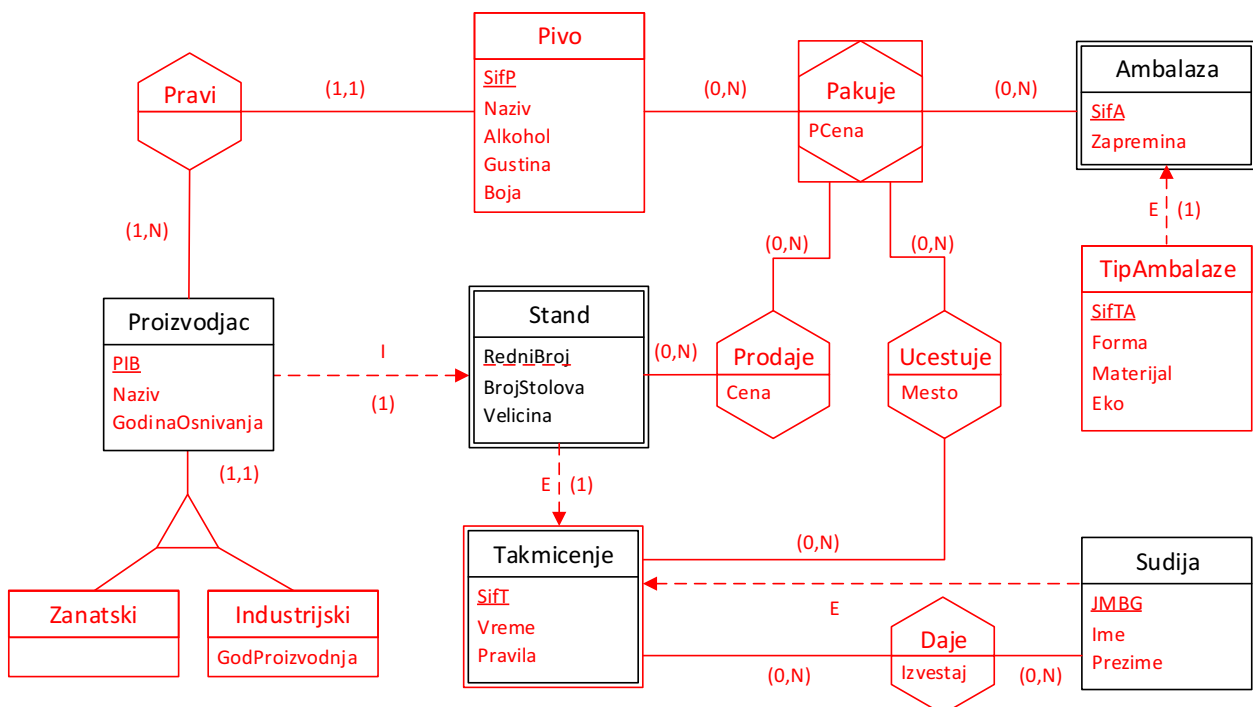 Pivo
SifP
Naziv
Alkohol
Gustina
Boja
Pravi
(1,1)
(0,N)
Pakuje
PCena
(0,N)
Ambalaza
SifA
Zapremina
(1,N)
(0,N)
(0,N)
E (1)
TipAmbalaze
SifTA
Forma
Materijal
Eko
Proizvodjac
PIB
Naziv
GodinaOsnivanja
I
(1)
Stand
RedniBroj
BrojStolova
Velicina
(0,N)
Prodaje
Cena
Ucestuje
Mesto
(1,1)
E (1)
Zanatski
Industrijski
GodProizvodnja
Takmicenje
SifT
Vreme
Pravila
(0,N)
E
Daje
Izvestaj
(0,N)
(0,N)
Sudija
JMBG
Ime
Prezime